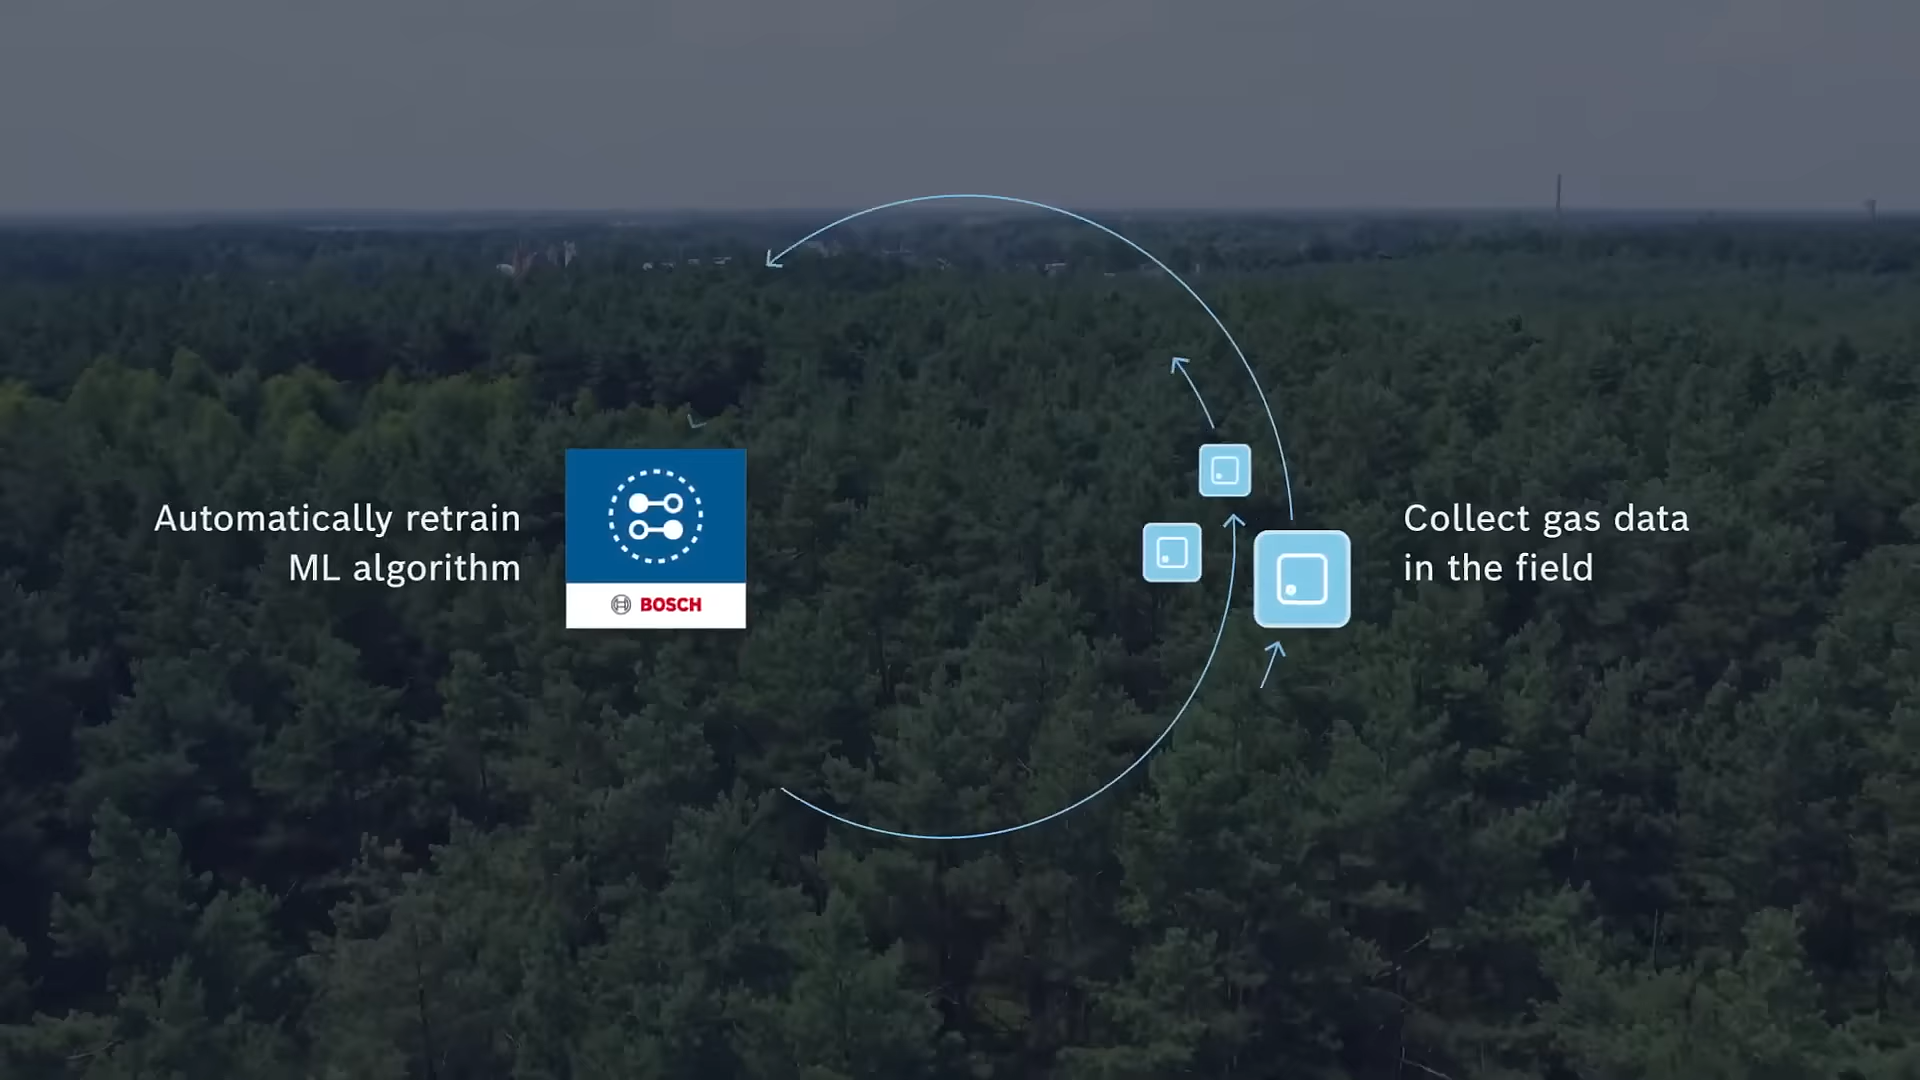 Automatically retrain
ML algorithm
BOSCH
Collect gas data
in the field